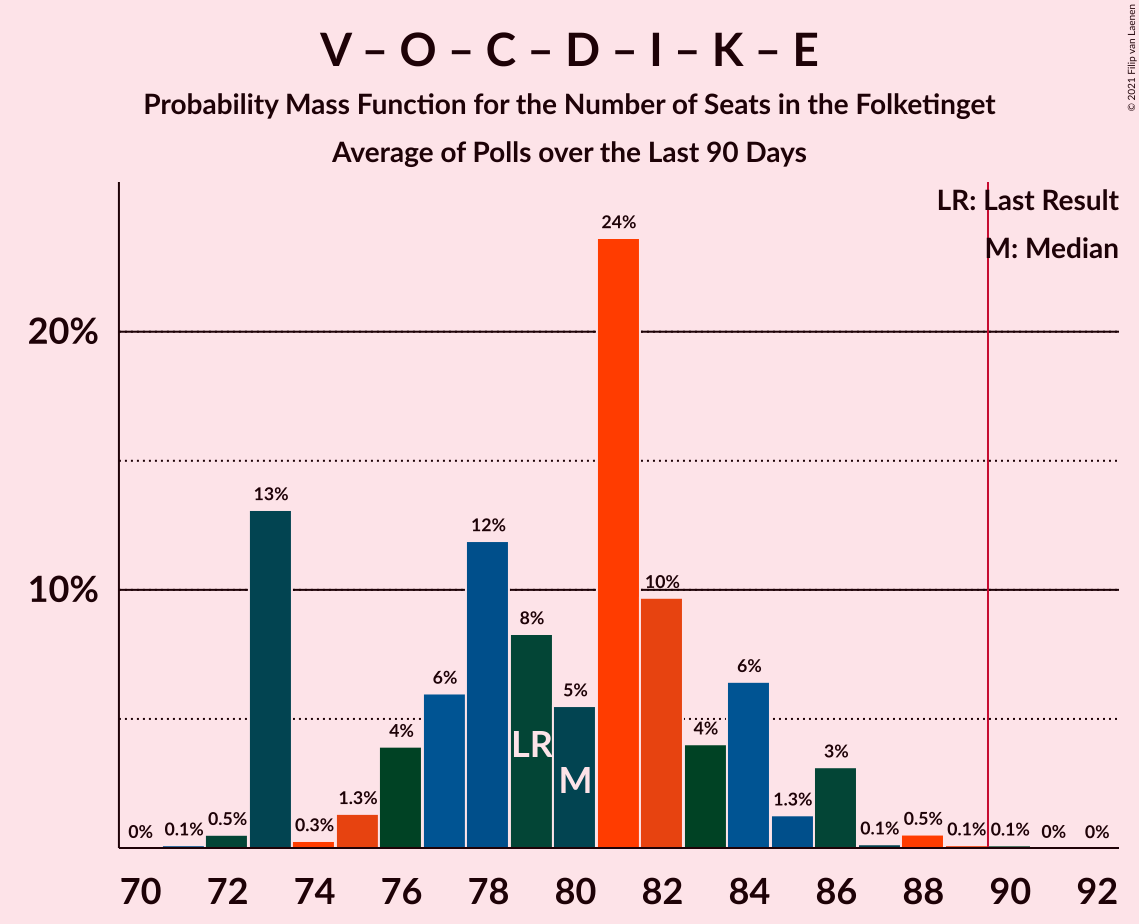 V – O – C – D – I – K – E
Probability Mass Function for the Number of Seats in the Folketinget
Average of Polls over the Last 90 Days
© 2021 Filip van Laenen
LR: Last Result
M: Median
24%
20%
13%
12%
10%
10%
8%
6%
6%
5%
4%
4%
3%
LR
M
0%
0.1%
0.5%
0.3%
1.3%
1.3%
0.1%
0.5%
0.1%
0.1%
0%
0%
70 72 74 76 78 80 82 84 86 88 90 92